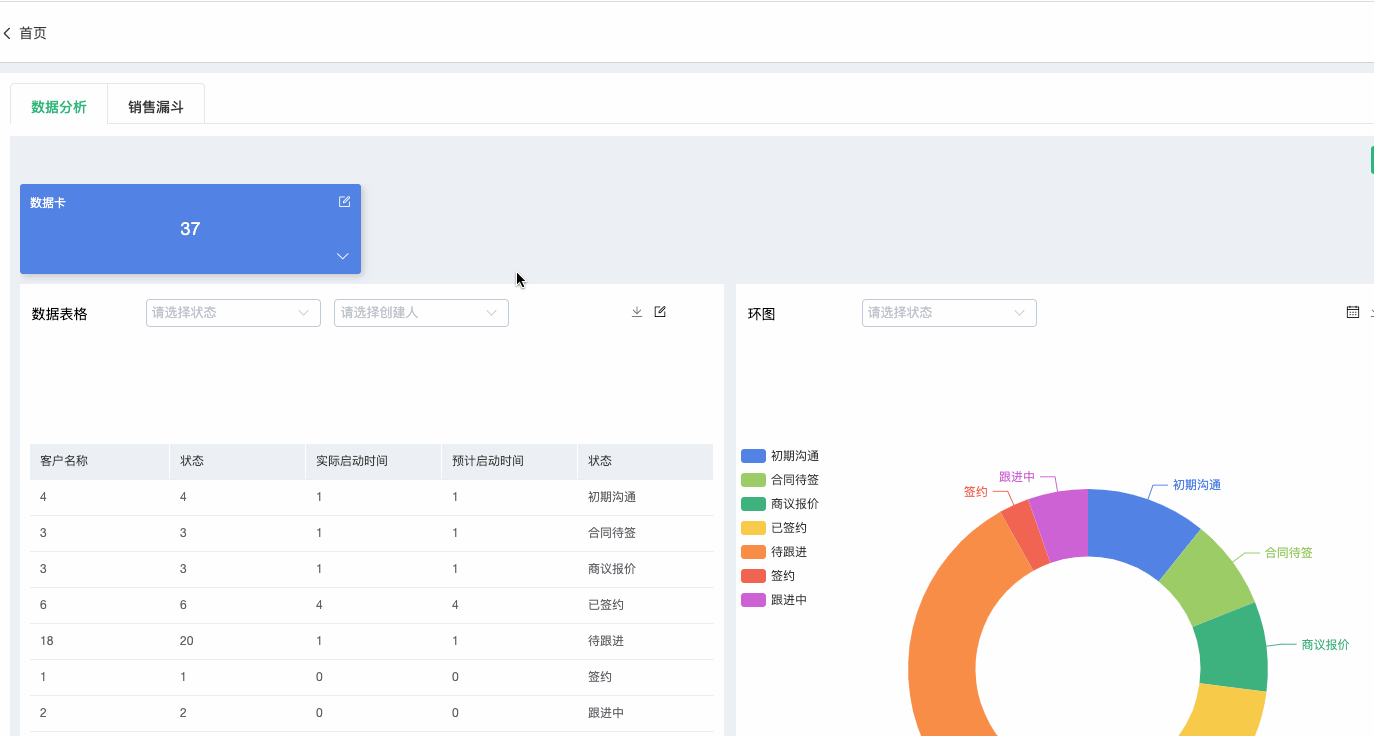 首页
数据分析 销售漏斗
数据卡
37
数据表格 请选择状态 请选择创建人
客户名称 状态 实际启动时间 预计启动时间 状态
4 4 1 1 初期沟通
3 3 1 1 合同待签
3 3 1 1 商议报价
6 6 4 4 已签约
18 20 1 1 待跟进
1 1 0 0 签约
2 2 0 0 跟进中
环图 请选择状态
初期沟通
合同待签
商议报价
已签约
待跟进
签约
跟进中
跟进中
签约
初期沟通
合同待签
商议报价